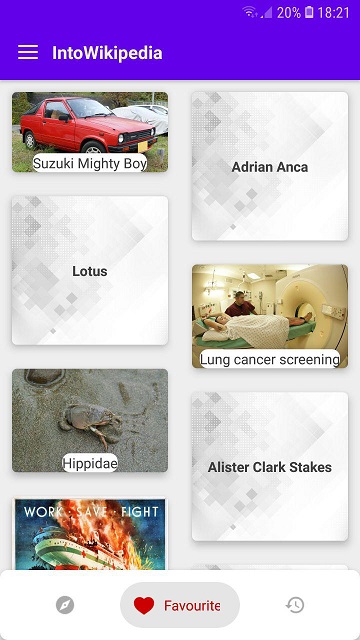 20% 18:21
IntoWikipedia
Suzuki Mighty Boy
Adrian Anca
Lotus
Lung cancer screening
Hippidae
Alister Clark Stakes
WORK · SAVE · FIGHT
Favourite